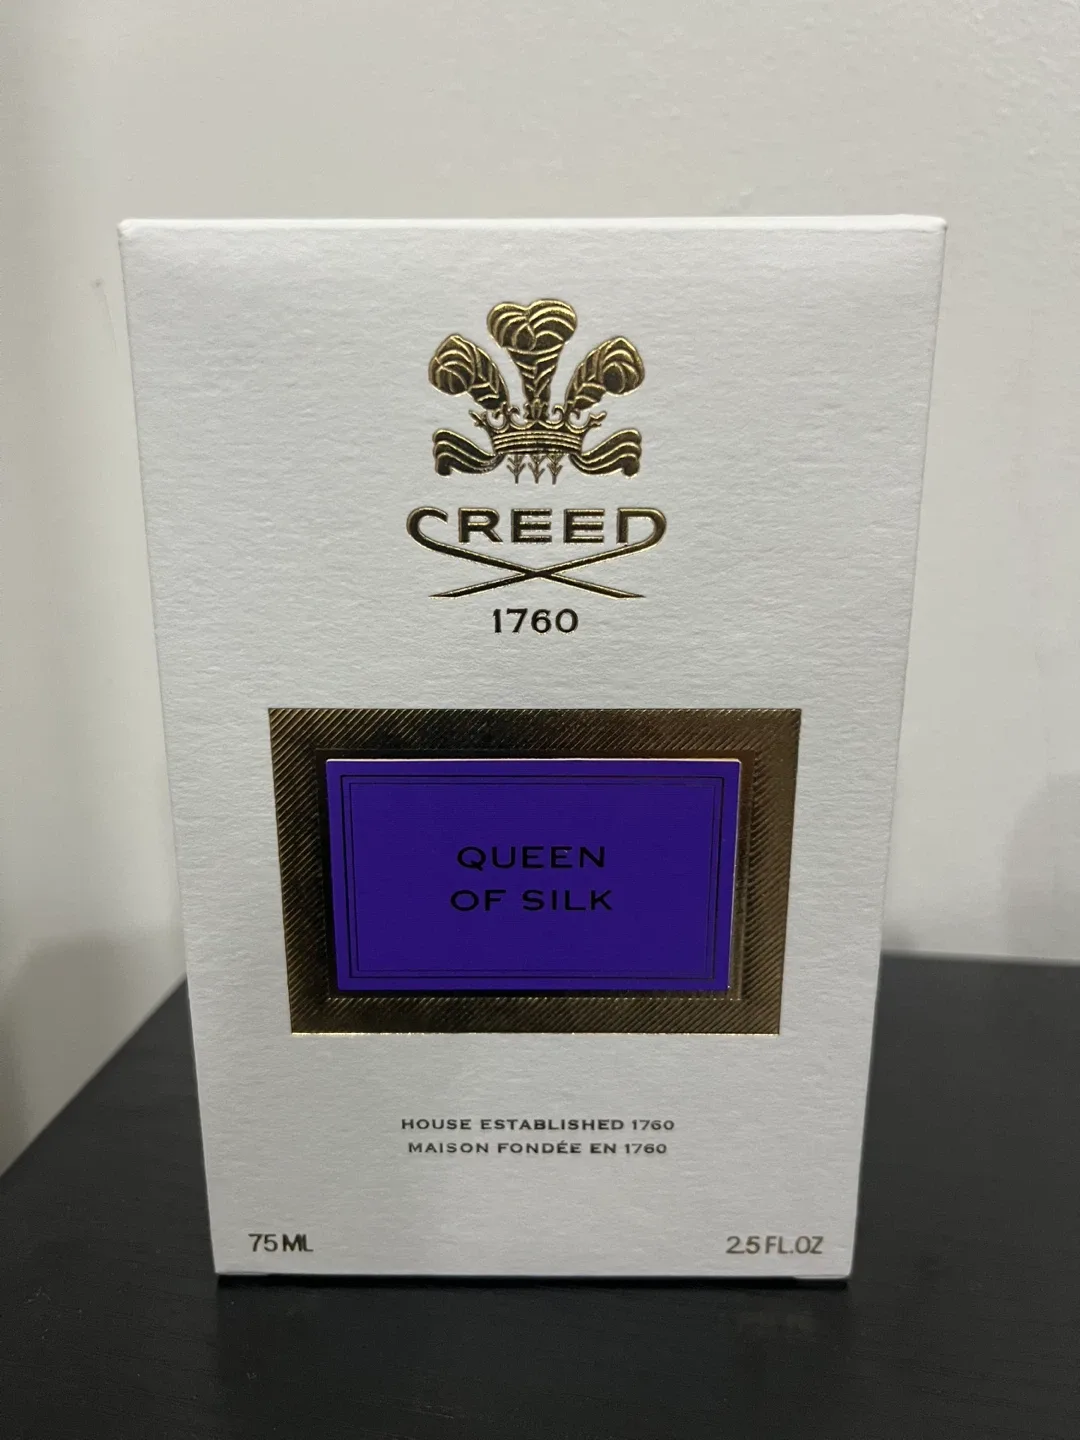 CREED
1760
QUEEN
OF SILK
HOUSE ESTABLISHED 1760
MAISON FONDÉE EN 1760
75 ML
2.5 FL.OZ